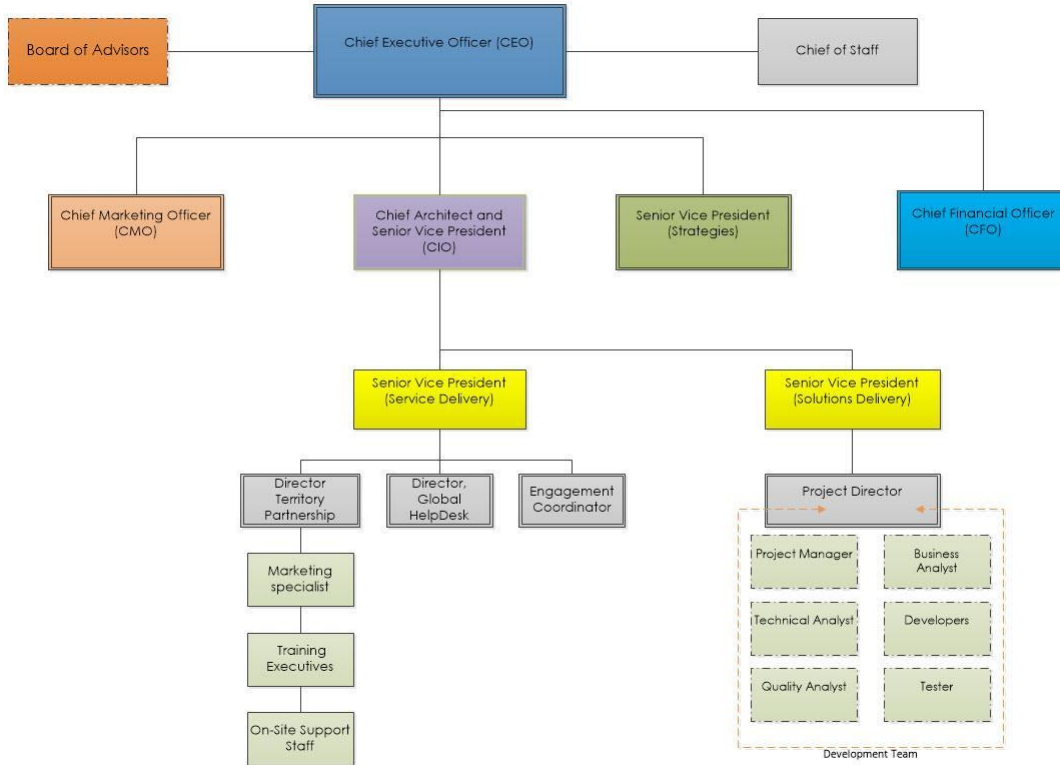 Board of Advisors
Chief Executive Officer (CEO)
Chief of Staff
Chief Marketing Officer
(CMO)
Chief Architect and
Senior Vice President
(CIO)
Senior Vice President
(Strategies)
Chief Financial Officer
(CFO)
Senior Vice President
(Service Delivery)
Senior Vice President
(Solutions Delivery)
Director
Territory
Partnership
Director,
Global
HelpDesk
Engagement
Coordinator
Project Director
Marketing
specialist
Training
Executives
On-Site Support
Staff
Project Manager
Business
Analyst
Technical Analyst
Developers
Quality Analyst
Tester
Development Team